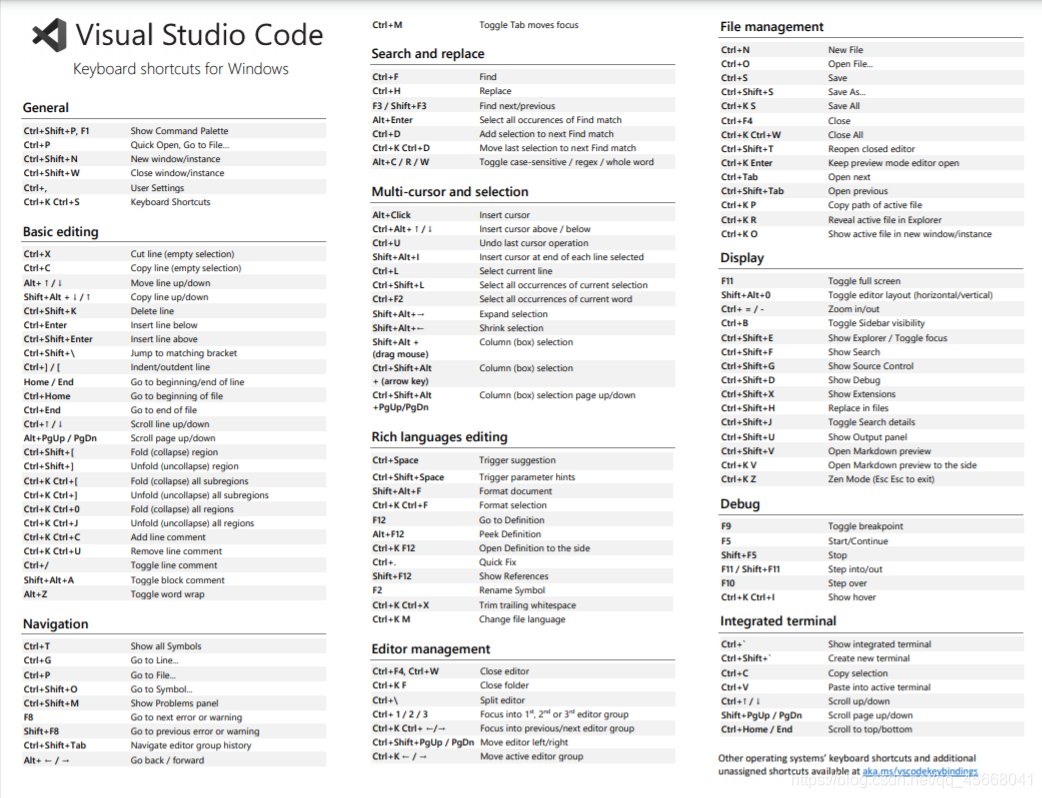 Visual Studio Code
Keyboard shortcuts for Windows
General
Ctrl+Shift+P, F1 Show Command Palette
Ctrl+P Quick Open, Go to File...
Ctrl+Shift+N New window/instance
Ctrl+Shift+W Close window/instance
Ctrl+, User Settings
Ctrl+K Ctrl+S Keyboard Shortcuts
Basic editing
Ctrl+X Cut line (empty selection)
Ctrl+C Copy line (empty selection)
Alt+ ↑ / ↓ Move line up/down
Shift+Alt + ↓ / ↑ Copy line up/down
Ctrl+Shift+K Delete line
Ctrl+Enter Insert line below
Ctrl+Shift+Enter Insert line above
Ctrl+Shift+\ Jump to matching bracket
Ctrl+] / [ Indent/outdent line
Home / End Go to beginning/end of line
Ctrl+Home Go to beginning of file
Ctrl+End Go to end of file
Ctrl+↑ / ↓ Scroll line up/down
Alt+PgUp / PgDn Scroll page up/down
Ctrl+Shift+[ Fold (collapse) region
Ctrl+Shift+] Unfold (uncollapse) region
Ctrl+K Ctrl+[ Fold (collapse) all subregions
Ctrl+K Ctrl+] Unfold (uncollapse) all subregions
Ctrl+K Ctrl+0 Fold (collapse) all regions
Ctrl+K Ctrl+J Unfold (uncollapse) all regions
Ctrl+K Ctrl+C Add line comment
Ctrl+K Ctrl+U Remove line comment
Ctrl+/ Toggle line comment
Shift+Alt+A Toggle block comment
Alt+Z Toggle word wrap
Navigation
Ctrl+T Show all Symbols
Ctrl+G Go to Line...
Ctrl+P Go to File...
Ctrl+Shift+O Go to Symbol...
Ctrl+Shift+M Show Problems panel
F8 Go to next error or warning
Shift+F8 Go to previous error or warning
Ctrl+Shift+Tab Navigate editor group history
Alt+ ← / → Go back / forward
Ctrl+M Toggle Tab moves focus
Search and replace
Ctrl+F Find
Ctrl+H Replace
F3 / Shift+F3 Find next/previous
Alt+Enter Select all occurences of Find match
Ctrl+D Add selection to next Find match
Ctrl+K Ctrl+D Move last selection to next Find match
Alt+C / R / W Toggle case-sensitive / regex / whole word
Multi-cursor and selection
Alt+Click Insert cursor
Ctrl+Alt+ ↑ / ↓ Insert cursor above / below
Ctrl+U Undo last cursor operation
Shift+Alt+I Insert cursor at end of each line selected
Ctrl+L Select current line
Ctrl+Shift+L Select all occurrences of current selection
Ctrl+F2 Select all occurrences of current word
Shift+Alt+→ Expand selection
Shift+Alt+← Shrink selection
Shift+Alt + Column (box) selection
(drag mouse)
Ctrl+Shift+Alt Column (box) selection
+ (arrow key)
Ctrl+Shift+Alt Column (box) selection page up/down
+PgUp/PgDn
Rich languages editing
Ctrl+Space Trigger suggestion
Ctrl+Shift+Space Trigger parameter hints
Shift+Alt+F Format document
Ctrl+K Ctrl+F Format selection
F12 Go to Definition
Alt+F12 Peek Definition
Ctrl+K F12 Open Definition to the side
Ctrl+. Quick Fix
Shift+F12 Show References
F2 Rename Symbol
Ctrl+K Ctrl+X Trim trailing whitespace
Ctrl+K M Change file language
Editor management
Ctrl+F4, Ctrl+W Close editor
Ctrl+K F Close folder
Ctrl+\ Split editor
Ctrl+ 1 / 2 / 3 Focus into 1st, 2nd or 3rd editor group
Ctrl+K Ctrl+ ←/→ Focus into previous/next editor group
Ctrl+Shift+PgUp / PgDn Move editor left/right
Ctrl+K ← / → Move active editor group
File management
Ctrl+N New File
Ctrl+O Open File...
Ctrl+S Save
Ctrl+Shift+S Save As...
Ctrl+K S Save All
Ctrl+F4 Close
Ctrl+K Ctrl+W Close All
Ctrl+Shift+T Reopen closed editor
Ctrl+K Enter Keep preview mode editor open
Ctrl+Tab Open next
Ctrl+Shift+Tab Open previous
Ctrl+K P Copy path of active file
Ctrl+K R Reveal active file in Explorer
Ctrl+K O Show active file in new window/instance
Display
F11 Toggle full screen
Shift+Alt+0 Toggle editor layout (horizontal/vertical)
Ctrl+ = / - Zoom in/out
Ctrl+B Toggle Sidebar visibility
Ctrl+Shift+E Show Explorer / Toggle focus
Ctrl+Shift+F Show Search
Ctrl+Shift+G Show Source Control
Ctrl+Shift+D Show Debug
Ctrl+Shift+X Show Extensions
Ctrl+Shift+H Replace in files
Ctrl+Shift+J Toggle Search details
Ctrl+Shift+U Show Output panel
Ctrl+Shift+V Open Markdown preview
Ctrl+K V Open Markdown preview to the side
Ctrl+K Z Zen Mode (Esc Esc to exit)
Debug
F9 Toggle breakpoint
F5 Start/Continue
Shift+F5 Stop
F11 / Shift+F11 Step into/out
F10 Step over
Ctrl+K Ctrl+I Show hover
Integrated terminal
Ctrl+` Show integrated terminal
Ctrl+Shift+` Create new terminal
Ctrl+C Copy selection
Ctrl+V Paste into active terminal
Ctrl+↑ / ↓ Scroll up/down
Shift+PgUp / PgDn Scroll page up/down
Ctrl+Home / End Scroll to top/bottom
Other operating systems' keyboard shortcuts and additional
unassigned shortcuts available at aka.ms/vscodekeybindings
https://blog.csdn.net/qq_45668041